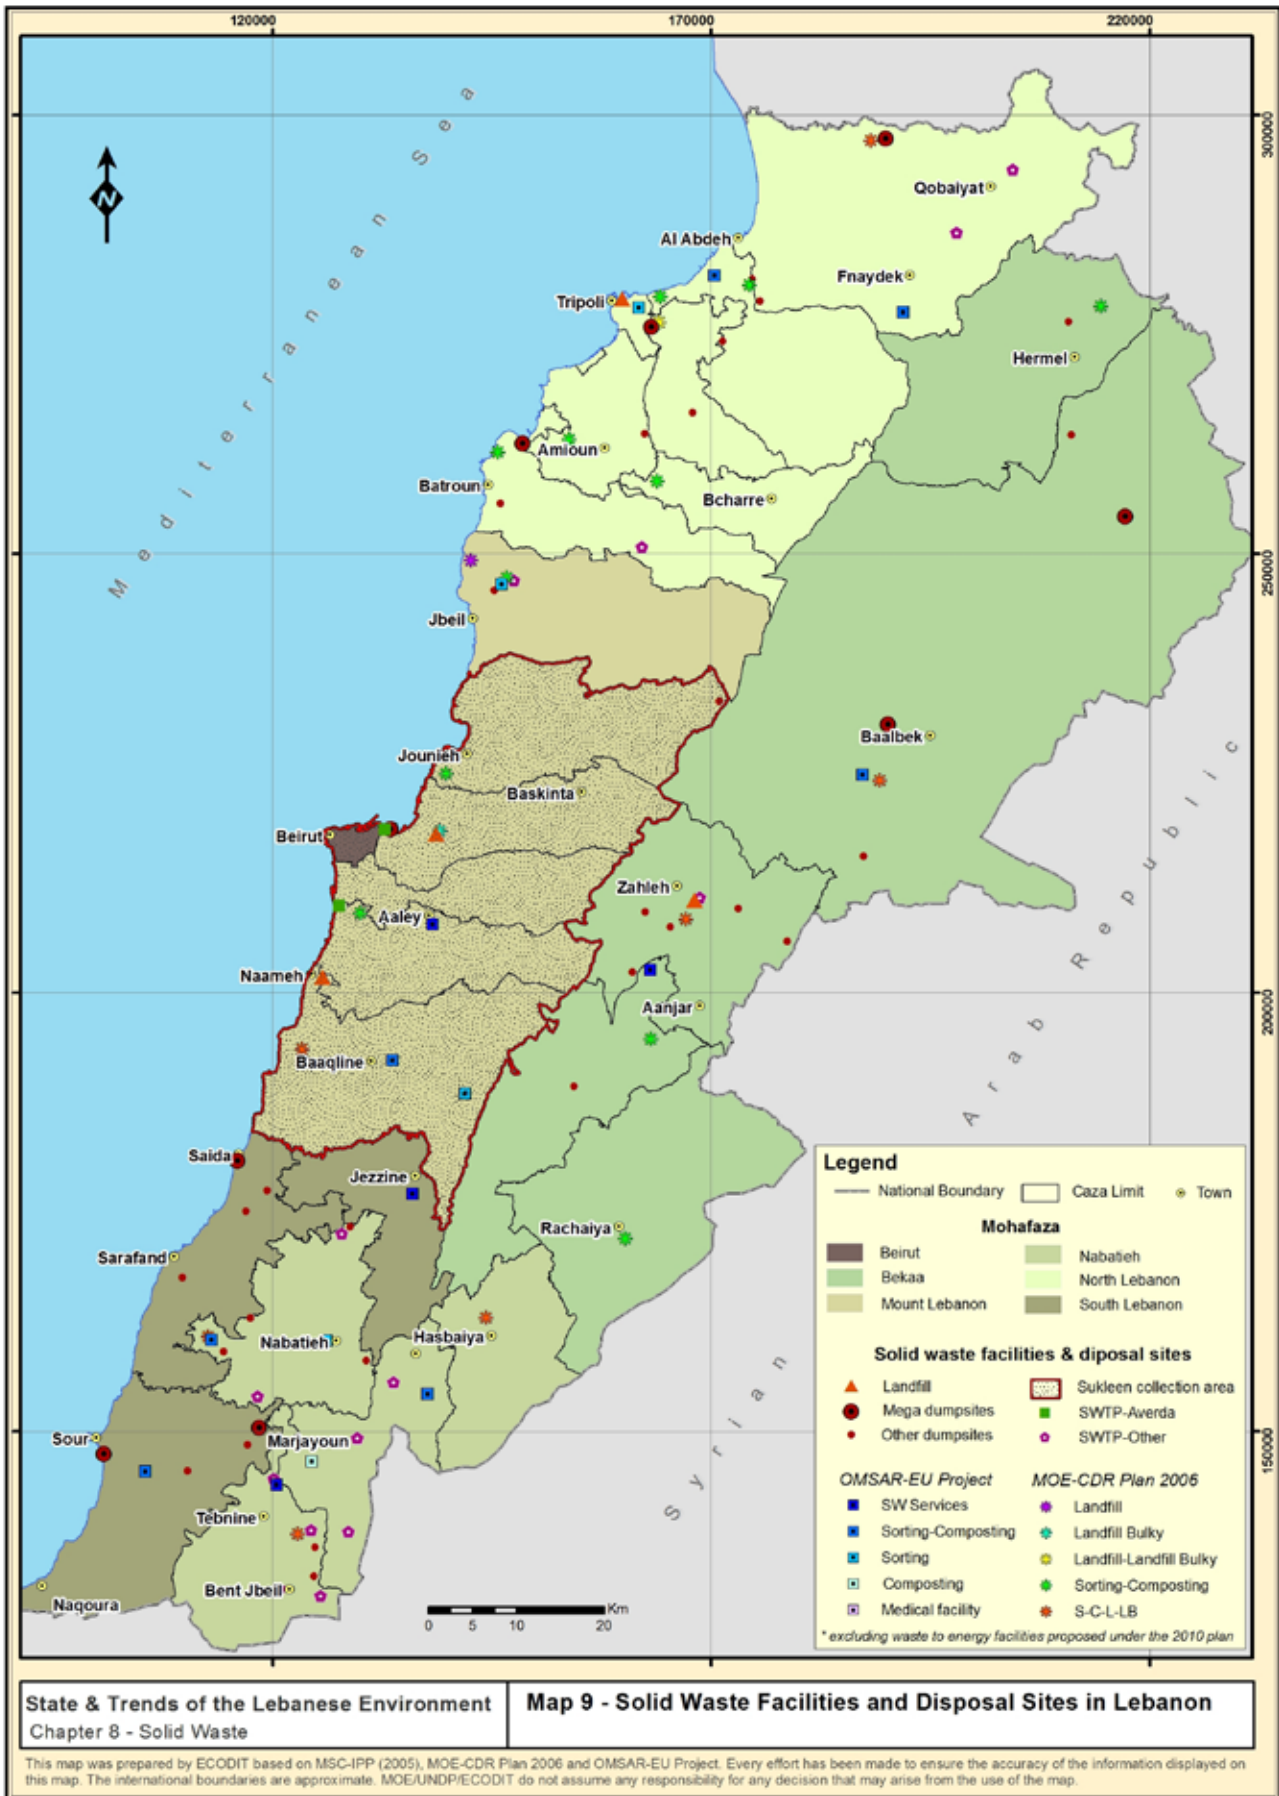 120000
170000
220000
300000
250000
200000
150000
N
Mediterranean Sea
Syrian Arab Republic
Qobaiyat
Al Abdeh
Fnaydek
Tripoli
Hermel
Amioun
Batroun
Bcharre
Jbeil
Baalbek
Jounieh
Baskinta
Beirut
Zahleh
Aaley
Naameh
Aanjar
Baaqline
Saida
Jezzine
Rachaiya
Sarafand
Nabatieh
Hasbaiya
Sour
Marjayoun
Tebnine
Bent Jbeil
Naqoura
Km
0 5 10 20
Legend
National Boundary Caza Limit Town
Mohafaza
Beirut Nabatieh
Bekaa North Lebanon
Mount Lebanon South Lebanon
Solid waste facilities & diposal sites
Landfill Sukleen collection area
Mega dumpsites SWTP-Averda
Other dumpsites SWTP-Other
OMSAR-EU Project MOE-CDR Plan 2006
SW Services Landfill
Sorting-Composting Landfill Bulky
Sorting Landfill-Landfill Bulky
Composting Sorting-Composting
Medical facility S-C-L-LB
* excluding waste to energy facilities proposed under the 2010 plan
State & Trends of the Lebanese Environment
Chapter 8 - Solid Waste
Map 9 - Solid Waste Facilities and Disposal Sites in Lebanon
This map was prepared by ECODIT based on MSC-IPP (2005), MOE-CDR Plan 2006 and OMSAR-EU Project. Every effort has been made to ensure the accuracy of the information displayed on
this map. The international boundaries are approximate. MOE/UNDP/ECODIT do not assume any responsibility for any decision that may arise from the use of the map.